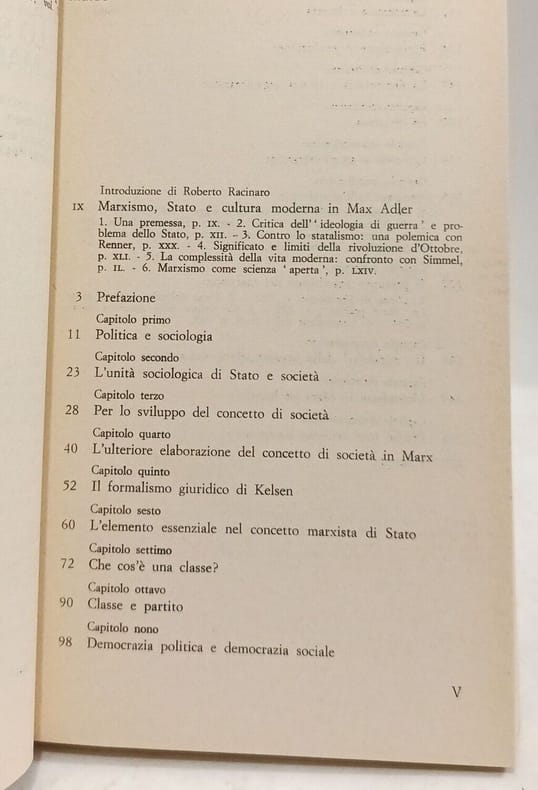 vol.
Introduzione di Roberto Racinaro
IX Marxismo, Stato e cultura moderna in Max Adler
1. Una premessa, p. IX. - 2. Critica dell'‘ideologia di guerra’ e pro-
blema dello Stato, p. XII. - 3. Contro lo statalismo: una polemica con
Renner, p. XXX. - 4. Significato e limiti della rivoluzione d'Ottobre,
p. XLI. - 5. La complessità della vita moderna: confronto con Simmel,
p. IL. - 6. Marxismo come scienza ‘aperta’, p. LXIV.
3 Prefazione
Capitolo primo
11 Politica e sociologia
Capitolo secondo
23 L'unità sociologica di Stato e società
Capitolo terzo
28 Per lo sviluppo del concetto di società
Capitolo quarto
40 L'ulteriore elaborazione del concetto di società in Marx
Capitolo quinto
52 Il formalismo giuridico di Kelsen
Capitolo sesto
60 L'elemento essenziale nel concetto marxista di Stato
Capitolo settimo
72 Che cos'è una classe?
Capitolo ottavo
90 Classe e partito
Capitolo nono
98 Democrazia politica e democrazia sociale
V